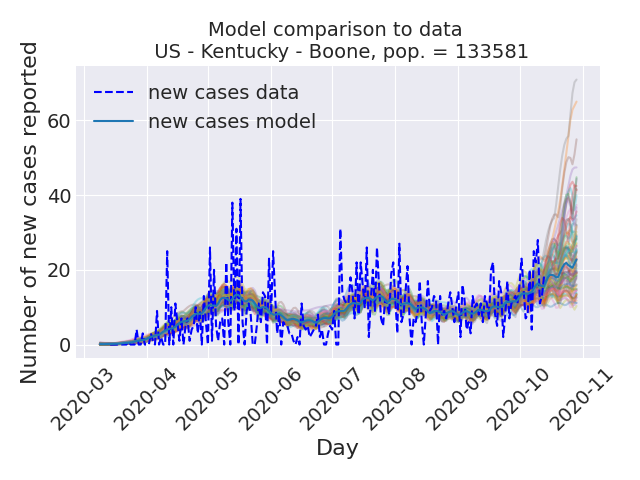 Model comparison to data
US - Kentucky - Boone, pop. = 133581
new cases data
new cases model
Number of new cases reported
60
40
20
0
2020-03
2020-04
2020-05
2020-06
2020-07
2020-08
2020-09
2020-10
2020-11
Day